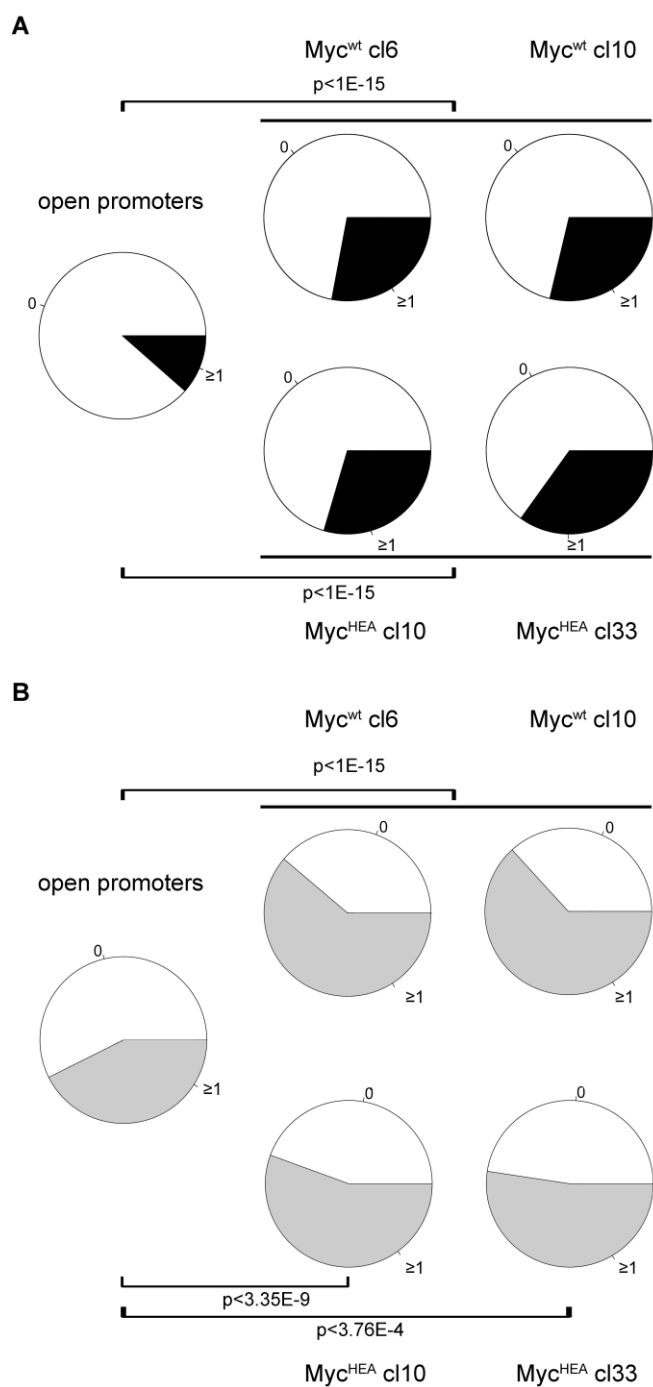 A
Myc^wt cl6 Myc^wt cl10
p<1E-15
open promoters
0 0
0
≥1 ≥1
≥1
0 0
≥1 ≥1
p<1E-15
Myc^HEA cl10 Myc^HEA cl33
B
Myc^wt cl6 Myc^wt cl10
p<1E-15
0 0
open promoters
0
≥1 ≥1
≥1
0 0
≥1 ≥1
p<3.35E-9
p<3.76E-4
Myc^HEA cl10 Myc^HEA cl33